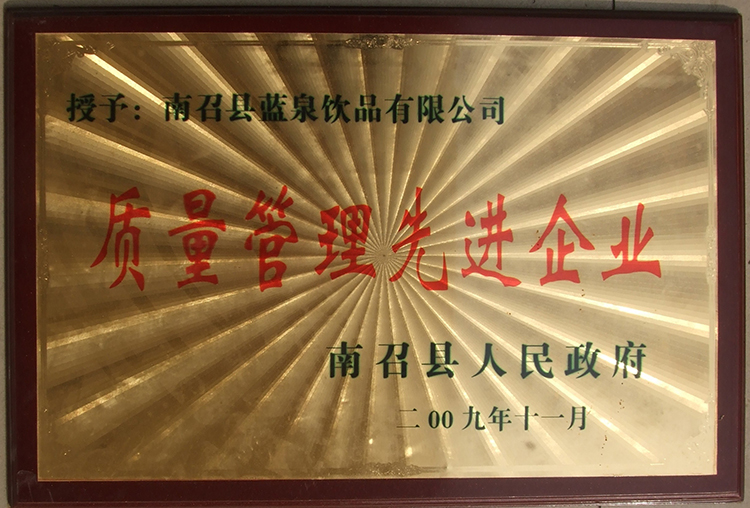 授予：南召县蓝泉饮品有限公司
质量管理先进企业
南召县人民政府
二00九年十一月